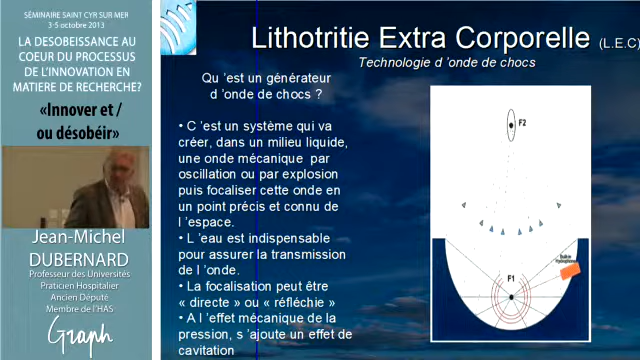 SÉMINAIRE SAINT CYR SUR MER
3-5 octobre 2013
LA DESOBEISSANCE AU
COEUR DU PROCESSUS
DE L'INNOVATION EN
MATIERE DE RECHERCHE?
«Innover et /
ou désobéir»
Jean-Michel
DUBERNARD
Professeur des Universités
Praticien Hospitalier
Ancien Député
Membre de l'HAS
Graph
Lithotritie Extra Corporelle (L.E.C)
Technologie d 'onde de chocs
Qu 'est un générateur
d 'onde de chocs ?
• C 'est un système qui va
créer, dans un milieu liquide,
une onde mécanique par
oscillation ou par explosion
puis focaliser cette onde en
un point précis et connu de
l 'espace.
• L 'eau est indispensable
pour assurer la transmission
de l 'onde.
• La focalisation peut être
« directe » ou « réfléchie »
• A l 'effet mécanique de la
pression, s 'ajoute un effet de
cavitation
F2
F1